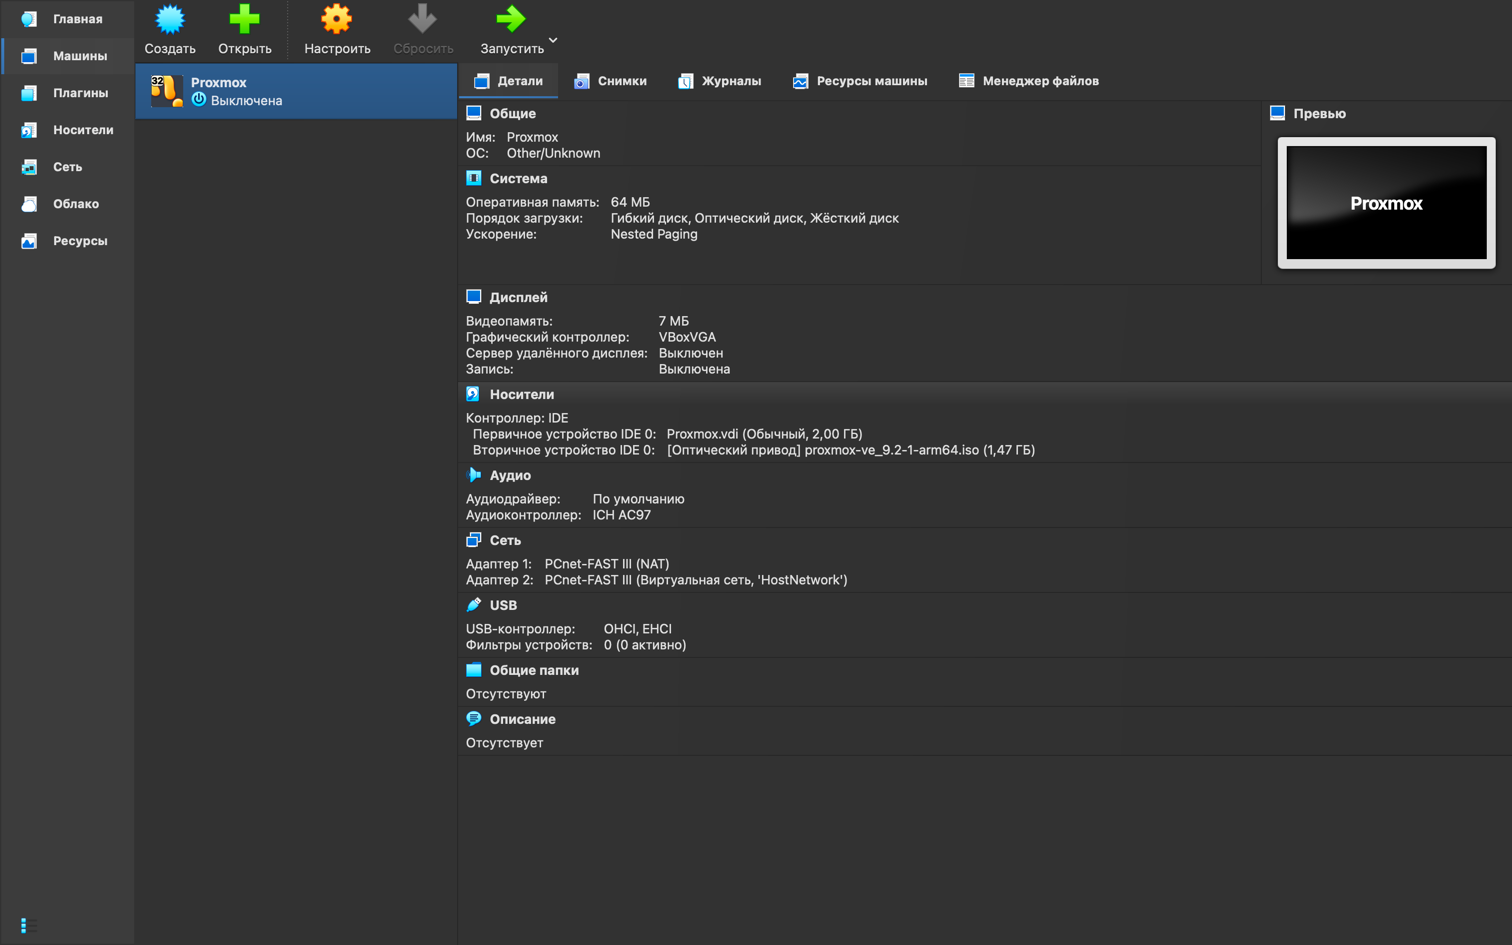 Главная
Машины
Плагины
Носители
Сеть
Облако
Ресурсы
Создать
Открыть
Настроить
Сбросить
Запустить
32
Proxmox
Выключена
Детали
Снимки
Журналы
Ресурсы машины
Менеджер файлов
Общие
Имя: Proxmox
ОС: Other/Unknown
Система
Оперативная память: 64 МБ
Порядок загрузки: Гибкий диск, Оптический диск, Жёсткий диск
Ускорение: Nested Paging
Превью
Proxmox
Дисплей
Видеопамять: 7 МБ
Графический контроллер: VBoxVGA
Сервер удалённого дисплея: Выключен
Запись: Выключена
Носители
Контроллер: IDE
Первичное устройство IDE 0: Proxmox.vdi (Обычный, 2,00 ГБ)
Вторичное устройство IDE 0: [Оптический привод] proxmox-ve_9.2-1-arm64.iso (1,47 ГБ)
Аудио
Аудиодрайвер: По умолчанию
Аудиоконтроллер: ICH AC97
Сеть
Адаптер 1: PCnet-FAST III (NAT)
Адаптер 2: PCnet-FAST III (Виртуальная сеть, 'HostNetwork')
USB
USB-контроллер: OHCI, EHCI
Фильтры устройств: 0 (0 активно)
Общие папки
Отсутствуют
Описание
Отсутствует